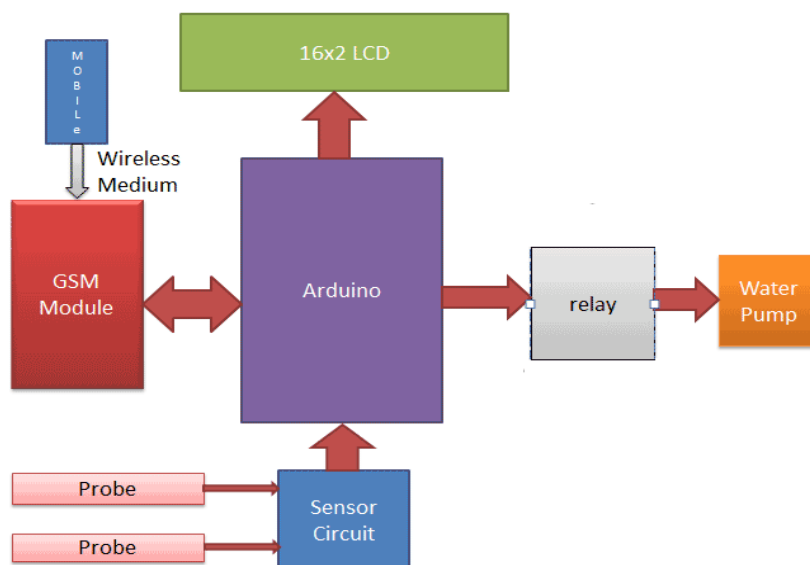 16x2 LCD
M
O
B
I
L
e
Wireless
Medium
GSM
Module
Arduino
relay
Water
Pump
Probe
Probe
Sensor
Circuit